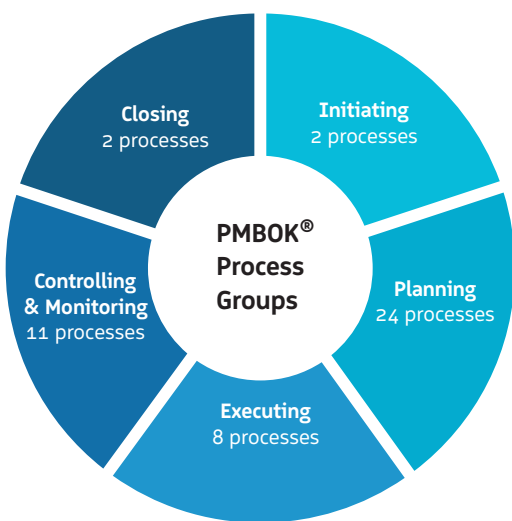 PMBOK®
Process
Groups
Initiating
2 processes
Planning
24 processes
Executing
8 processes
Controlling
& Monitoring
11 processes
Closing
2 processes